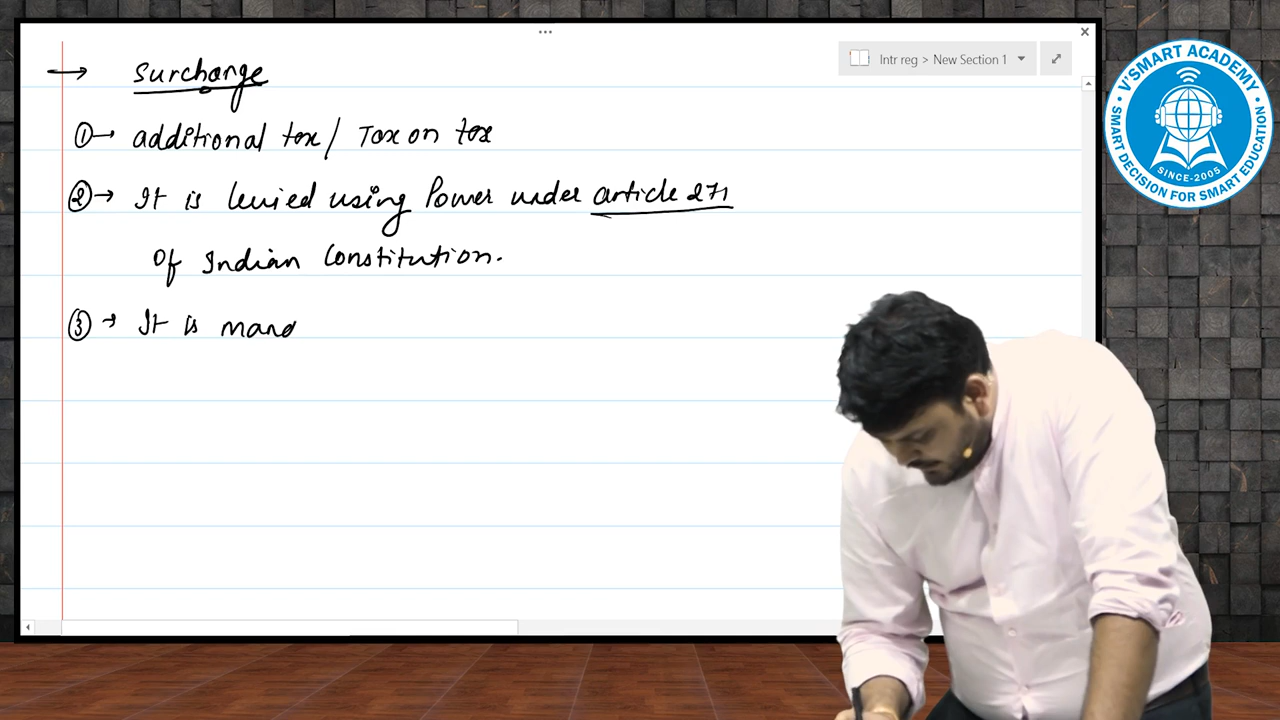 Intr reg > New Section 1
→ Surcharge
① → additional tax / Tax on tax
② → It is levied using Power under article 271
Of Indian Constitution.
③ → It is mand
V'SMART ACADEMY
SINCE-2005
SMART DECISION FOR SMART EDUCATION